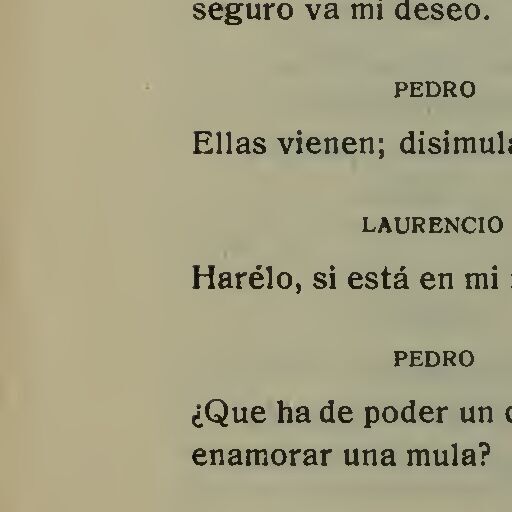 seguro va mi deseo.
PEDRO
Ellas vienen;
LAURENCIO
Harélo, si está en mi
PEDRO
¿Que ha de poder un
enamorar una mula?